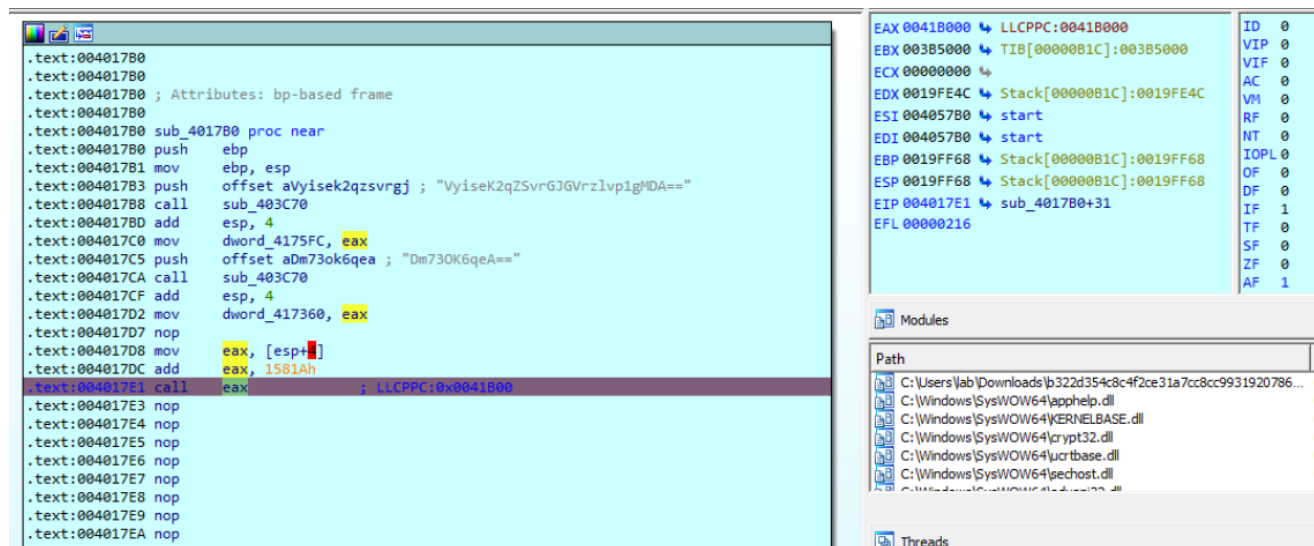 .text:004017B0
.text:004017B0
.text:004017B0 ; Attributes: bp-based frame
.text:004017B0
.text:004017B0 sub_4017B0 proc near
.text:004017B0 push ebp
.text:004017B1 mov ebp, esp
.text:004017B3 push offset aVyisek2qzsvrgj ; "VyiseK2qZSvrGJGVrzlvp1gMDA=="
.text:004017B8 call sub_403C70
.text:004017BD add esp, 4
.text:004017C0 mov dword_4175FC, eax
.text:004017C5 push offset aDm73ok6qea ; "Dm73OK6qeA=="
.text:004017CA call sub_403C70
.text:004017CF add esp, 4
.text:004017D2 mov dword_417360, eax
.text:004017D7 nop
.text:004017D8 mov eax, [esp+4]
.text:004017DC add eax, 1581Ah
.text:004017E1 call eax ; LLCPPC:0x0041B00
.text:004017E3 nop
.text:004017E4 nop
.text:004017E5 nop
.text:004017E6 nop
.text:004017E7 nop
.text:004017E8 nop
.text:004017E9 nop
.text:004017EA nop
EAX 0041B000 LLCPPC:0041B000
EBX 003B5000 TIB[00000B1C]:003B5000
ECX 00000000
EDX 0019FE4C Stack[00000B1C]:0019FE4C
ESI 004057B0 start
EDI 004057B0 start
EBP 0019FF68 Stack[00000B1C]:0019FF68
ESP 0019FF68 Stack[00000B1C]:0019FF68
EIP 004017E1 sub_4017B0+31
EFL 00000216
ID 0
VIP 0
VIF 0
AC 0
VM 0
RF 0
NT 0
IOPL 0
OF 0
DF 0
IF 1
TF 0
SF 0
ZF 0
AF 1
Modules
Path
C:\Users\lab\Downloads\b322d354c8c4f2ce31a7cc8cc9931920786...
C:\Windows\SysWOW64\apphelp.dll
C:\Windows\SysWOW64\KERNELBASE.dll
C:\Windows\SysWOW64\crypt32.dll
C:\Windows\SysWOW64\ucrtbase.dll
C:\Windows\SysWOW64\sechost.dll
Threads